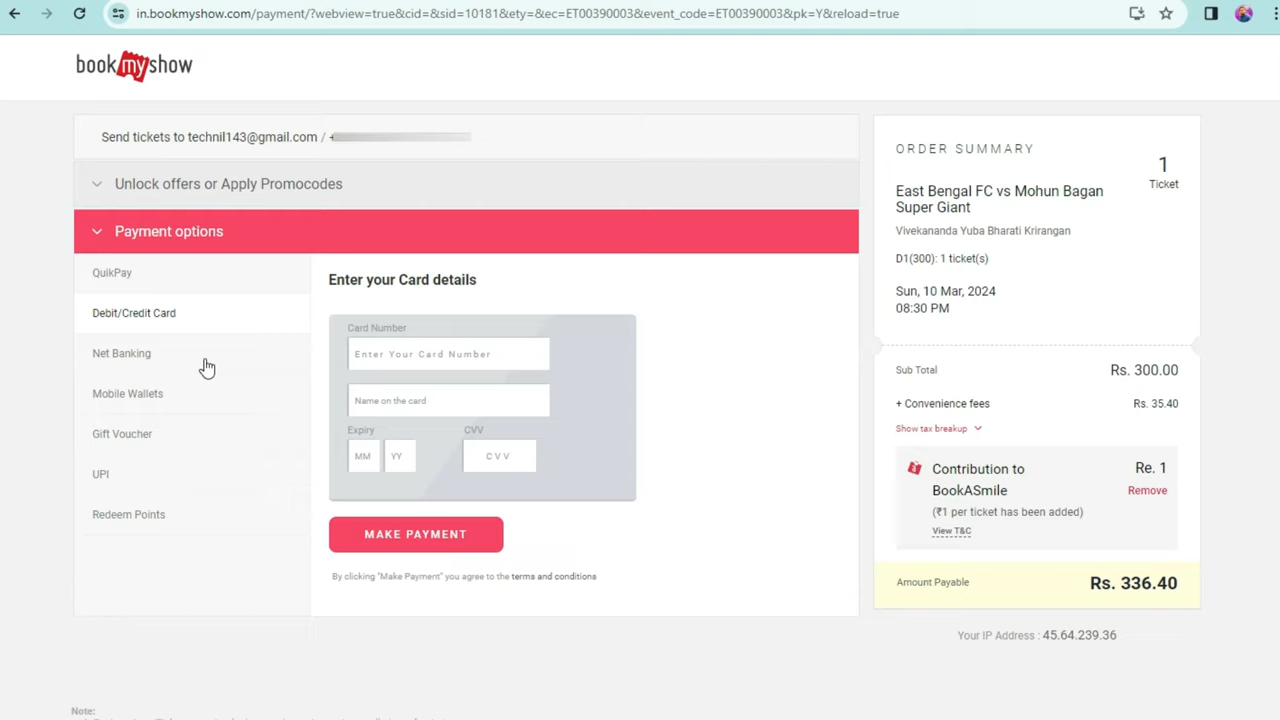 in.bookmyshow.com/payment/?webview=true&cid=&sid=10181&ety=&ec=ET00390003&event_code=ET00390003&pk=Y&reload=true
bookmyshow
Send tickets to technil143@gmail.com / +
Unlock offers or Apply Promocodes
Payment options
QuikPay
Debit/Credit Card
Net Banking
Mobile Wallets
Gift Voucher
UPI
Redeem Points
Enter your Card details
Card Number
Enter Your Card Number
Name on the card
Expiry CVV
MM YY CVV
MAKE PAYMENT
By clicking "Make Payment" you agree to the terms and conditions
ORDER SUMMARY
1
Ticket
East Bengal FC vs Mohun Bagan
Super Giant
Vivekananda Yuba Bharati Krirangan
D1(300): 1 ticket(s)
Sun, 10 Mar, 2024
08:30 PM
Sub Total Rs. 300.00
+ Convenience fees Rs. 35.40
Show tax breakup
Contribution to Re. 1
BookASmile Remove
(₹1 per ticket has been added)
View T&C
Amount Payable Rs. 336.40
Your IP Address : 45.64.239.36
Note: